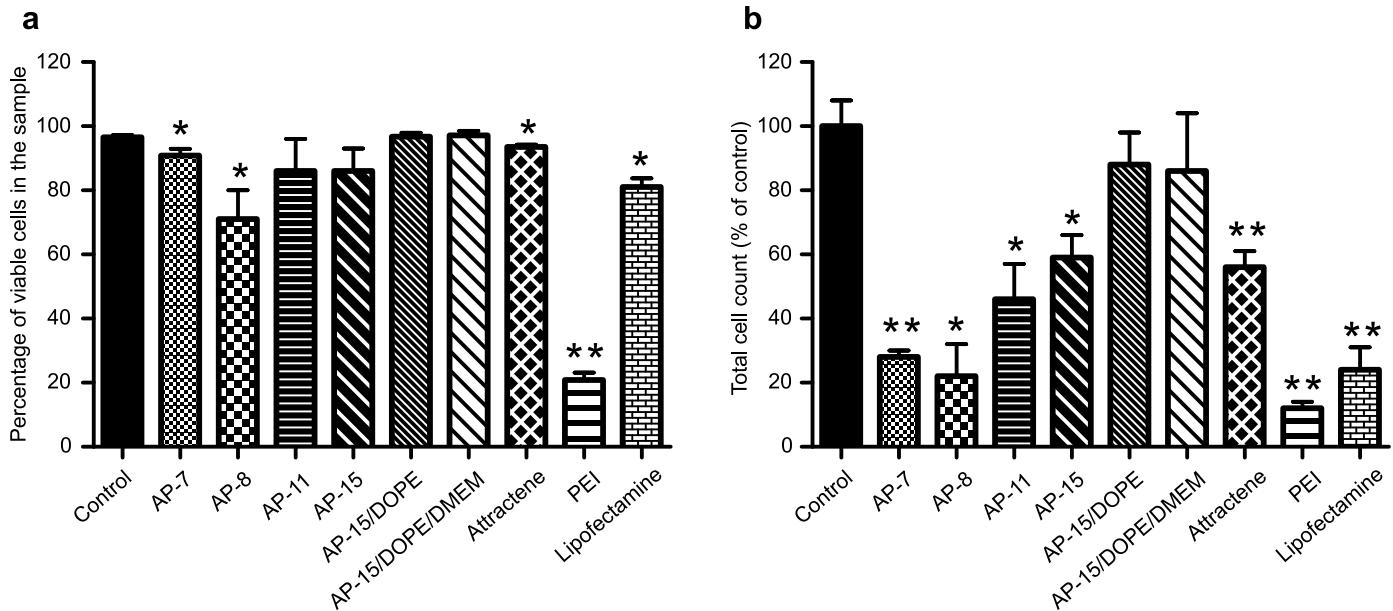 a
Percentage of viable cells in the sample
120
100
80
60
40
20
0
*
*
*
**
*
Control
AP-7
AP-8
AP-11
AP-15
AP-15/DOPE
AP-15/DOPE/DMEM
Attractene
PEI
Lipofectamine
b
Total cell count (% of control)
120
100
80
60
40
20
0
**
*
*
*
**
**
**
Control
AP-7
AP-8
AP-11
AP-15
AP-15/DOPE
AP-15/DOPE/DMEM
Attractene
PEI
Lipofectamine